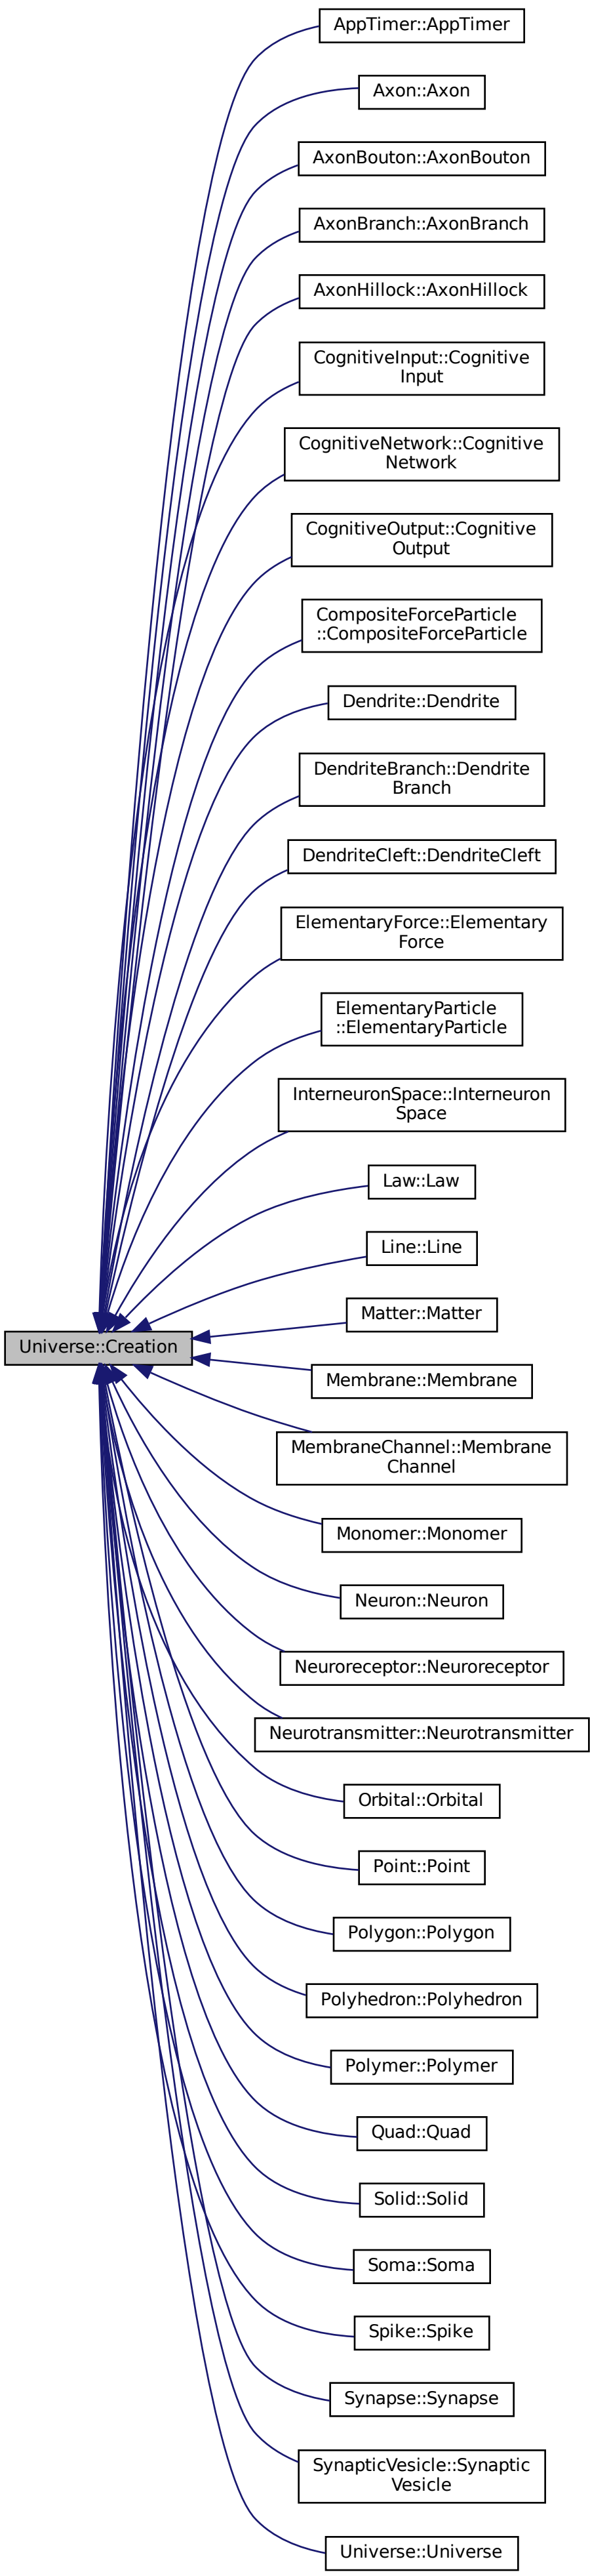 AppTimer::AppTimer
Axon::Axon
AxonBouton::AxonBouton
AxonBranch::AxonBranch
AxonHillock::AxonHillock
CognitiveInput::Cognitive
Input
CognitiveNetwork::Cognitive
Network
CognitiveOutput::Cognitive
Output
CompositeForceParticle
::CompositeForceParticle
Dendrite::Dendrite
DendriteBranch::Dendrite
Branch
DendriteCleft::DendriteCleft
ElementaryForce::Elementary
Force
ElementaryParticle
::ElementaryParticle
InterneuronSpace::Interneuron
Space
Law::Law
Line::Line
Matter::Matter
Universe::Creation
Membrane::Membrane
MembraneChannel::Membrane
Channel
Monomer::Monomer
Neuron::Neuron
Neuroreceptor::Neuroreceptor
Neurotransmitter::Neurotransmitter
Orbital::Orbital
Point::Point
Polygon::Polygon
Polyhedron::Polyhedron
Polymer::Polymer
Quad::Quad
Solid::Solid
Soma::Soma
Spike::Spike
Synapse::Synapse
SynapticVesicle::Synaptic
Vesicle
Universe::Universe